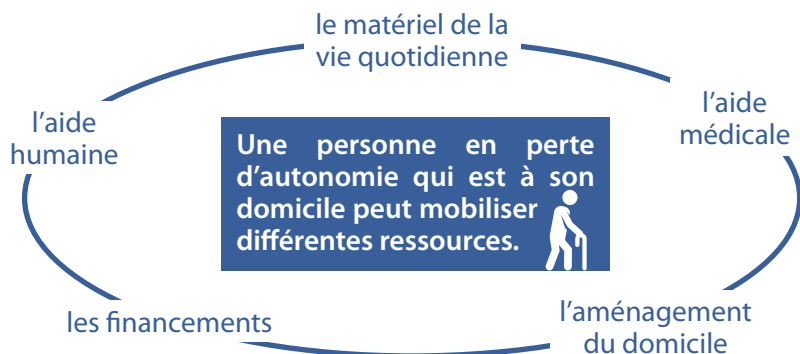 le matériel de la
vie quotidienne
l'aide
médicale
l'aide
humaine
Une personne en perte
d'autonomie qui est à son
domicile peut mobiliser
différentes ressources.
les financements
l'aménagement
du domicile